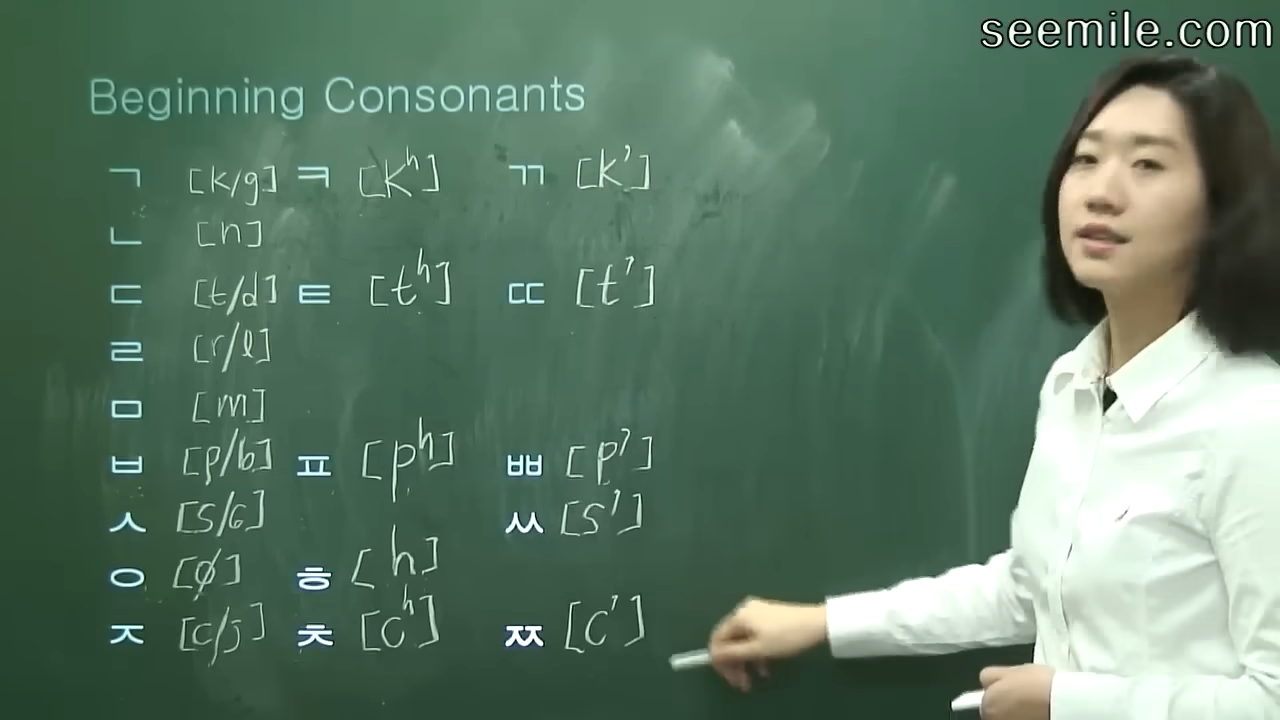 seemile.com
Beginning Consonants
ㄱ [k/g] ㅋ [kʰ] ㄲ [k']
ㄴ [n]
ㄷ [t/d] ㅌ [tʰ] ㄸ [t']
ㄹ [r/l]
ㅁ [m]
ㅂ [p/b] ㅍ [pʰ] ㅃ [p']
ㅅ [s/ɕ] ㅆ [s']
ㅇ [ø] ㅎ [h]
ㅈ [c/j] ㅊ [cʰ] ㅉ [c']